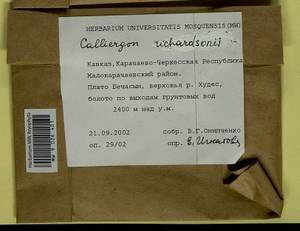 HERBARIUM UNIVERSITATIS MOSQUENSIS(MW)
Calliergon richardsonii
Кавказ, Карачаево-Черкесская Республика
Малокарачаевский район.
Плато Бечасын, верховья р. Худес,
болото по выходам грунтовых вод
2400 м над у.м.
21.09.2002 собр. В.Г.Онипченко
оп. 29/02 опр. Е. Игнатова